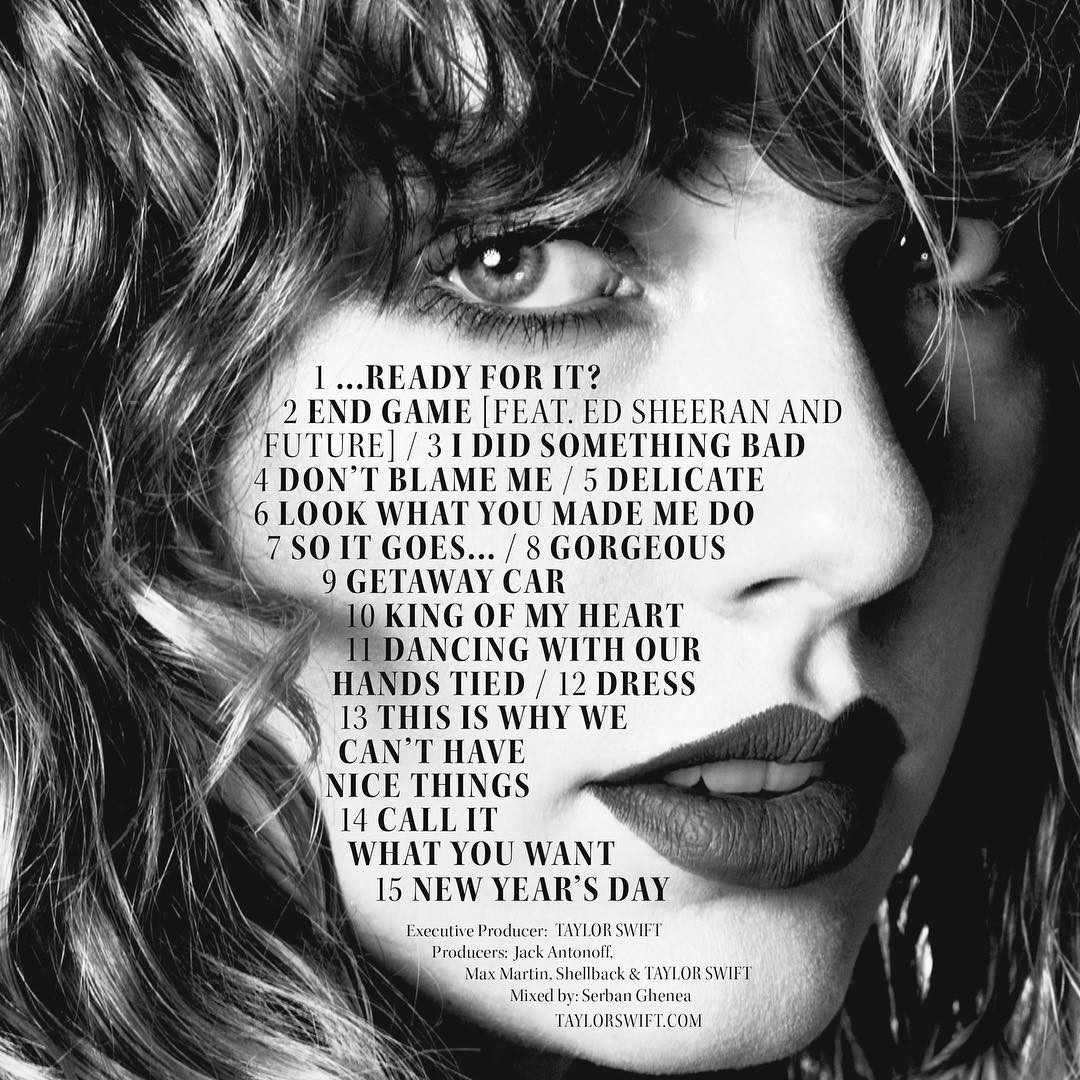 1 ...READY FOR IT?
2 END GAME [FEAT. ED SHEERAN AND
FUTURE] / 3 I DID SOMETHING BAD
4 DON'T BLAME ME / 5 DELICATE
6 LOOK WHAT YOU MADE ME DO
7 SO IT GOES... / 8 GORGEOUS
9 GETAWAY CAR
10 KING OF MY HEART
11 DANCING WITH OUR
HANDS TIED / 12 DRESS
13 THIS IS WHY WE
CAN'T HAVE
NICE THINGS
14 CALL IT
WHAT YOU WANT
15 NEW YEAR'S DAY
Executive Producer: TAYLOR SWIFT
Producers: Jack Antonoff,
Max Martin, Shellback & TAYLOR SWIFT
Mixed by: Serban Ghenea
TAYLORSWIFT.COM